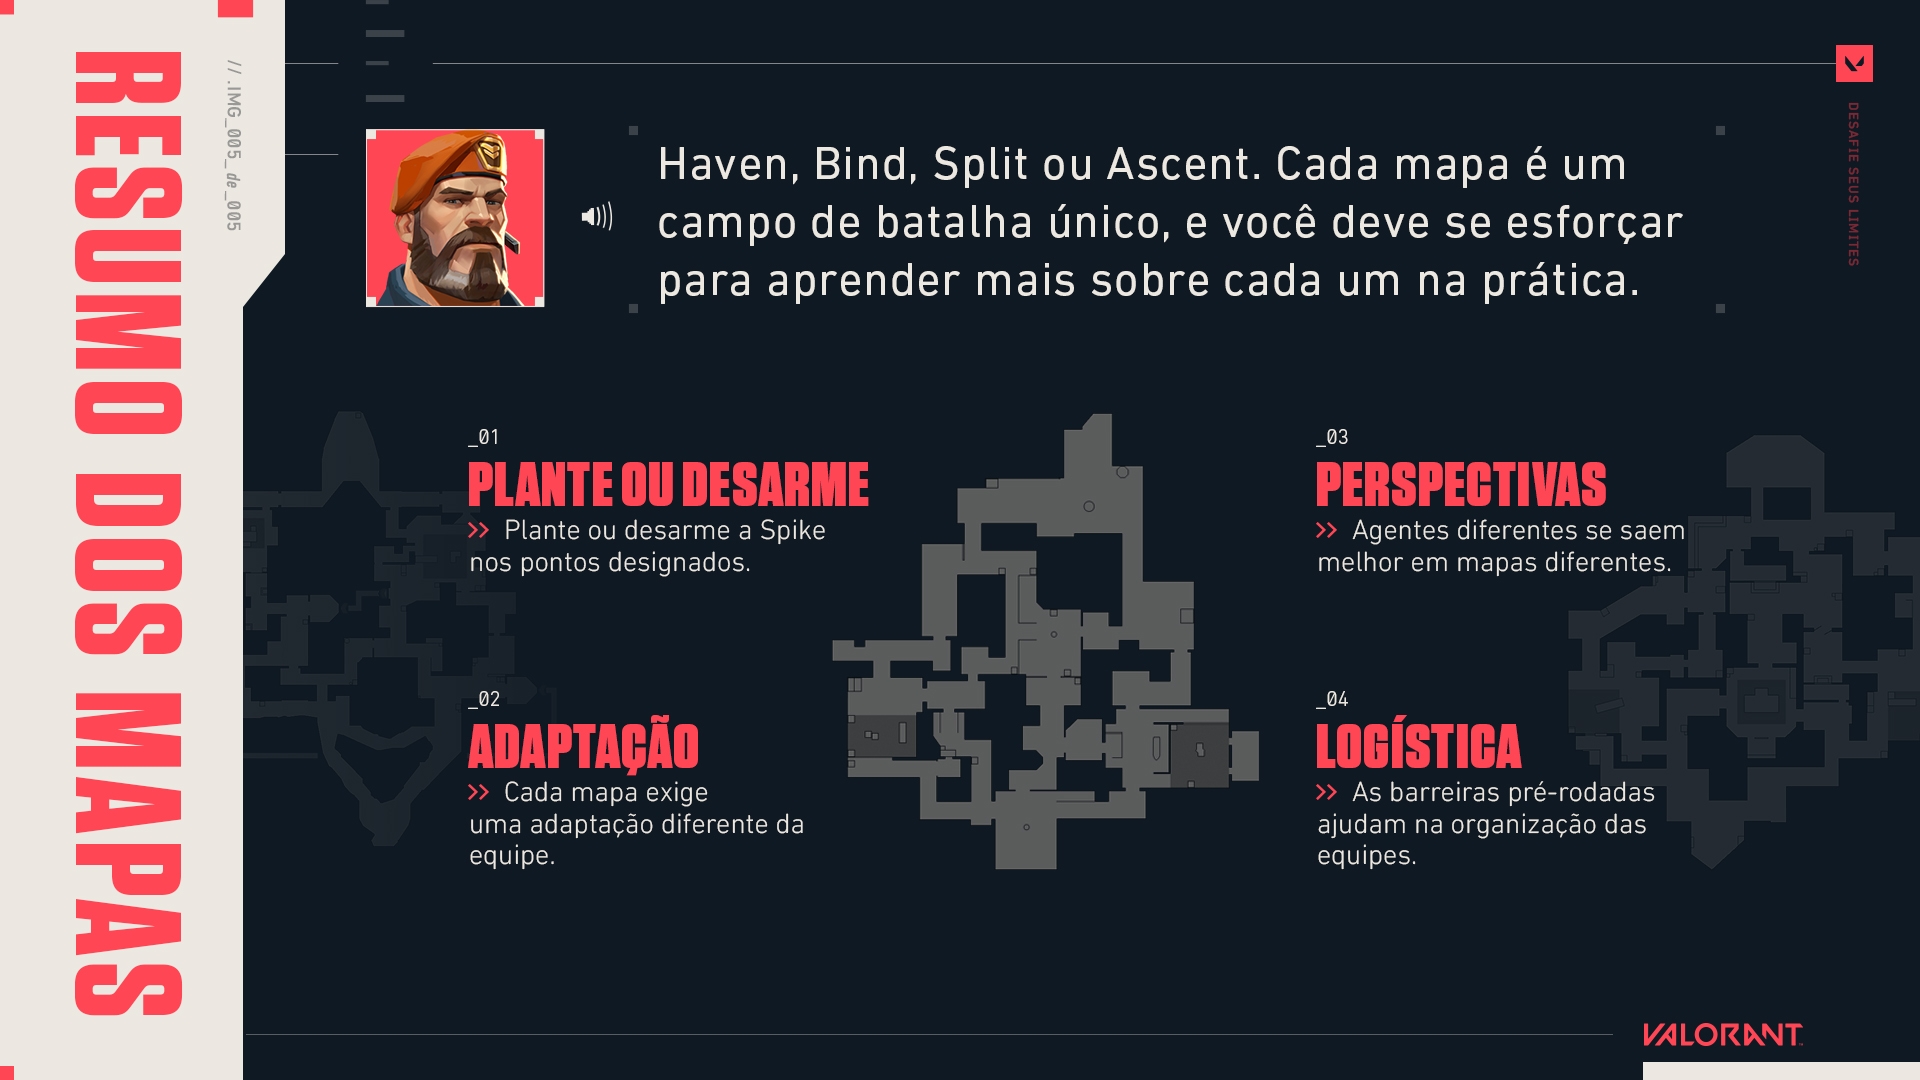 RESUMO DOS MAPAS
// .IMG_005_de_005
DESAFIE SEUS LIMITES
Haven, Bind, Split ou Ascent. Cada mapa é um
campo de batalha único, e você deve se esforçar
para aprender mais sobre cada um na prática.
_01
PLANTE OU DESARME
>> Plante ou desarme a Spike
nos pontos designados.
_02
ADAPTAÇÃO
>> Cada mapa exige
uma adaptação diferente da
equipe.
_03
PERSPECTIVAS
>> Agentes diferentes se saem
melhor em mapas diferentes.
_04
LOGÍSTICA
>> As barreiras pré-rodadas
ajudam na organização das
equipes.
VALORANT